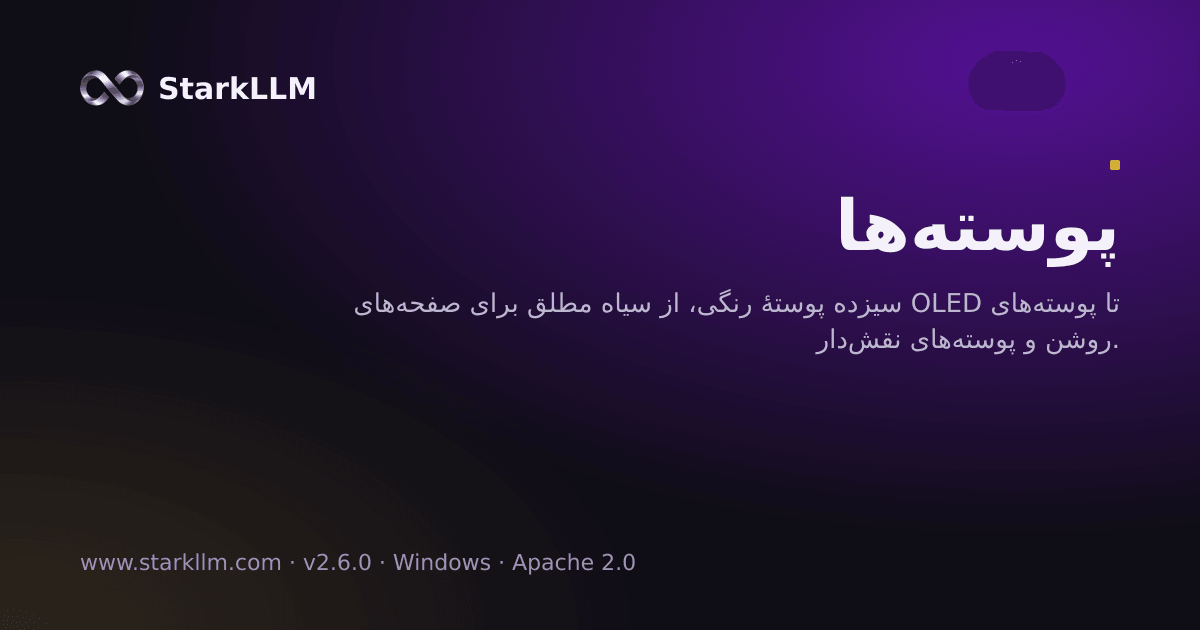 StarkLLM
پوسته‌ها
سیزده پوستهٔ رنگی، از سیاه مطلق برای صفحه‌های OLED تا پوسته‌های
روشن و پوسته‌های نقش‌دار.
www.starkllm.com · v2.6.0 · Windows · Apache 2.0